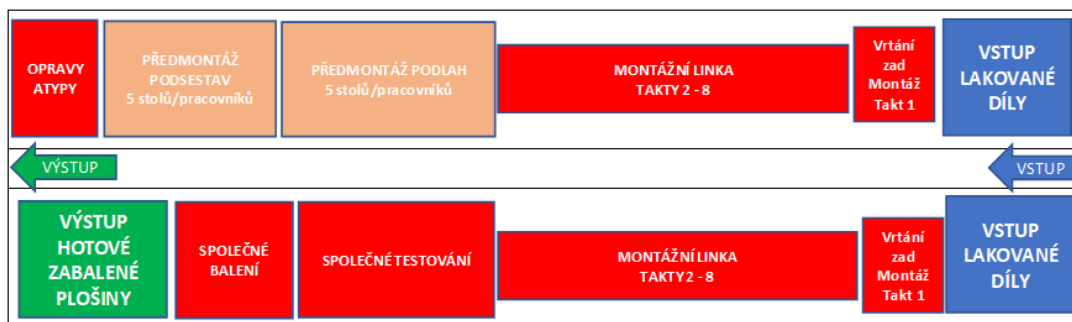 OPRAVY
ATYPY
PŘEDMONTÁŽ
PODSESTAV
5 stolů/pracovníků
PŘEDMONTÁŽ PODLAH
5 stolů/pracovníků
MONTÁŽNÍ LINKA
TAKTY 2 - 8
Vrtání
zad
Montáž
Takt 1
VSTUP
LAKOVANÉ
DÍLY
VÝSTUP
VSTUP
VÝSTUP
HOTOVÉ
ZABALENÉ
PLOŠINY
SPOLEČNÉ
BALENÍ
SPOLEČNÉ TESTOVÁNÍ
MONTÁŽNÍ LINKA
TAKTY 2 - 8
Vrtání
zad
Montáž
Takt 1
VSTUP
LAKOVANÉ
DÍLY